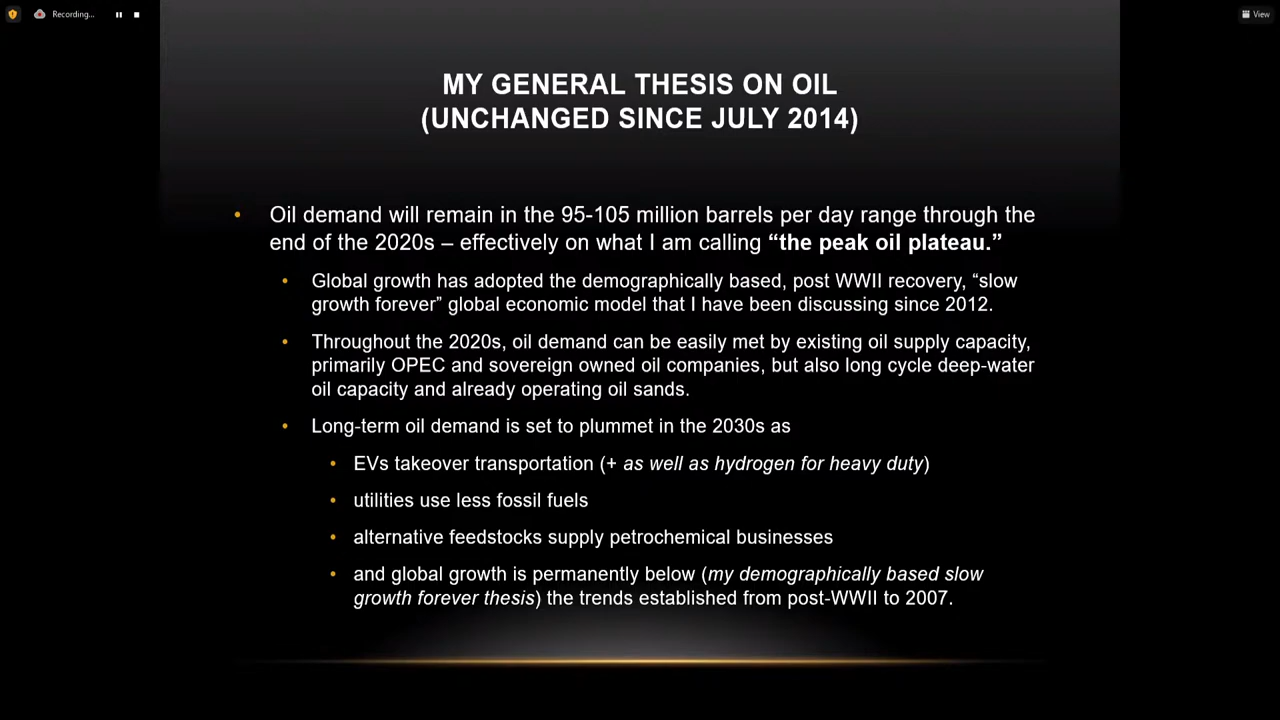 Recording...
View
MY GENERAL THESIS ON OIL
(UNCHANGED SINCE JULY 2014)
• Oil demand will remain in the 95-105 million barrels per day range through the
end of the 2020s – effectively on what I am calling “the peak oil plateau.”
• Global growth has adopted the demographically based, post WWII recovery, “slow
growth forever” global economic model that I have been discussing since 2012.
• Throughout the 2020s, oil demand can be easily met by existing oil supply capacity,
primarily OPEC and sovereign owned oil companies, but also long cycle deep-water
oil capacity and already operating oil sands.
• Long-term oil demand is set to plummet in the 2030s as
• EVs takeover transportation (+ as well as hydrogen for heavy duty)
• utilities use less fossil fuels
• alternative feedstocks supply petrochemical businesses
• and global growth is permanently below (my demographically based slow
growth forever thesis) the trends established from post-WWII to 2007.